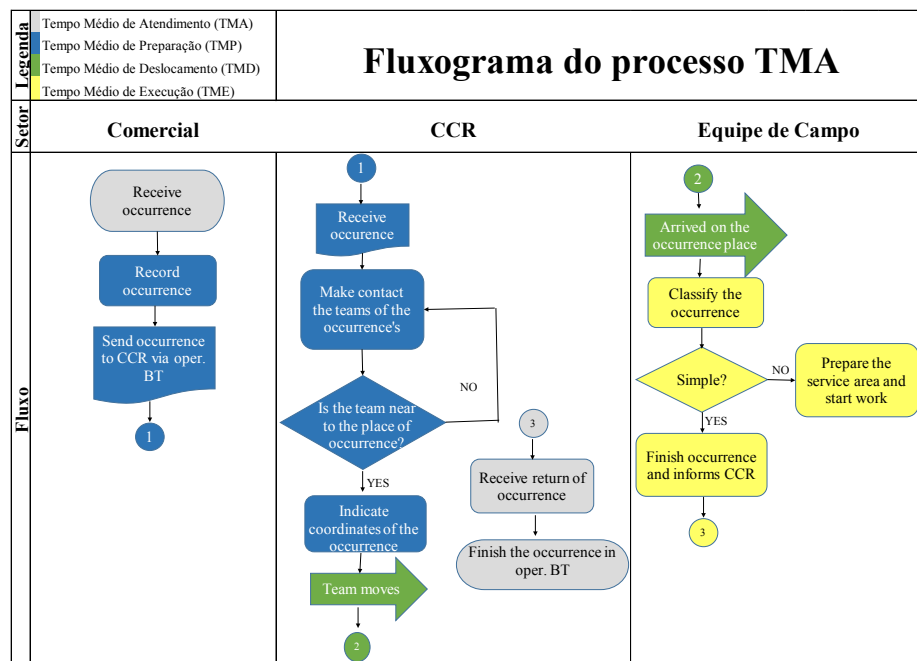 Legenda
Tempo Médio de Atendimento (TMA)
Tempo Médio de Preparação (TMP)
Tempo Médio de Deslocamento (TMD)
Tempo Médio de Execução (TME)
Fluxograma do processo TMA
Setor
Comercial
CCR
Equipe de Campo
Fluxo
Receive
occurrence
Record
occurrence
Send occurrence
to CCR via oper.
BT
1
1
Receive
occurence
Make contact
the teams of the
occurrence's
NO
Is the team near
to the place of
occurrence?
YES
Indicate
coordinates of the
occurrence
Team moves
2
3
Receive return of
occurrence
Finish the occurrence in
oper. BT
2
Arrived on the
occurrence place
Classify the
occurrence
Simple?
NO
Prepare the
service area and
start work
YES
Finish occurrence
and informs CCR
3